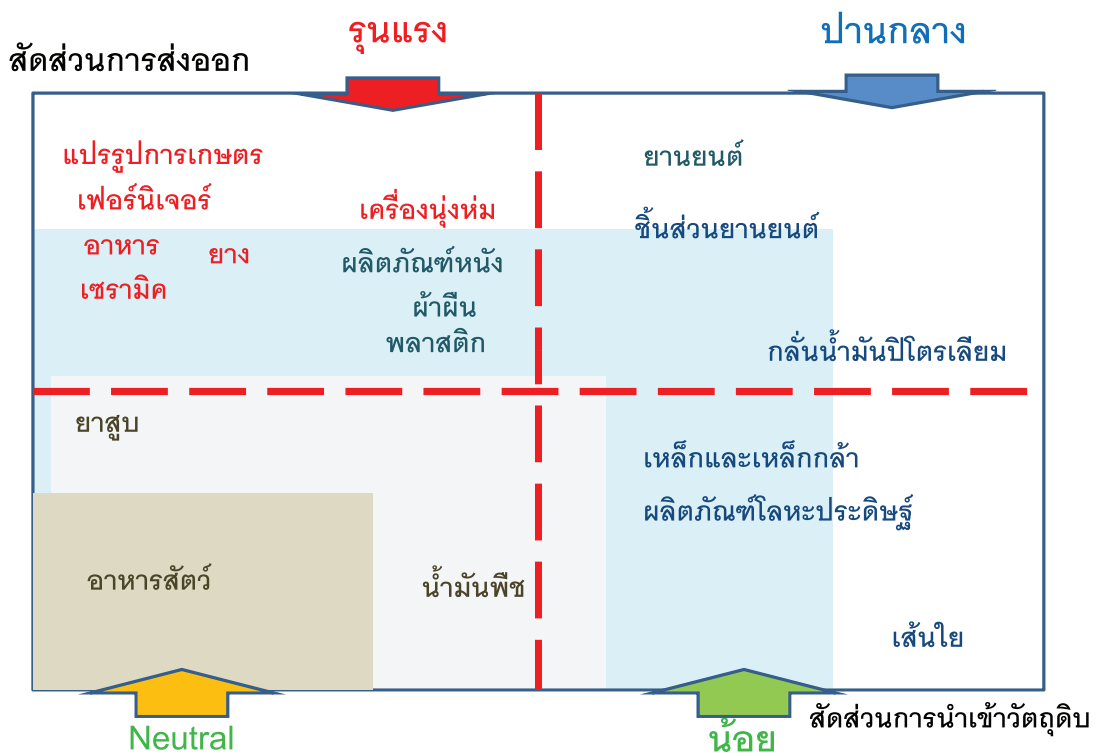 รุนแรง
ปานกลาง
สัดส่วนการส่งออก
แปรรูปการเกษตร
เฟอร์นิเจอร์
อาหาร
ยาง
เซรามิค
เครื่องนุ่งห่ม
ผลิตภัณฑ์หนัง
ผ้าผืน
พลาสติก
ยานยนต์
ชิ้นส่วนยานยนต์
กลั่นน้ำมันปิโตรเลียม
ยาสูบ
อาหารสัตว์
น้ำมันพืช
เหล็กและเหล็กกล้า
ผลิตภัณฑ์โลหะประดิษฐ์
เส้นใย
สัดส่วนการนำเข้าวัตถุดิบ
Neutral
น้อย